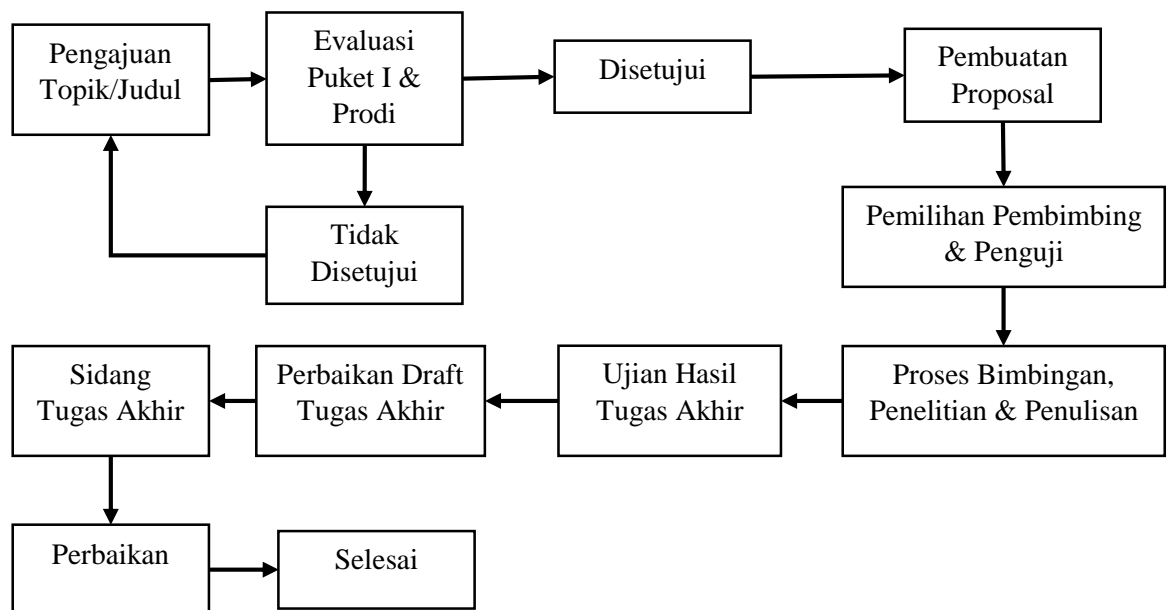 Pengajuan
Topik/Judul
Evaluasi
Puket I &
Prodi
Disetujui
Pembuatan
Proposal
Tidak
Disetujui
Pemilihan Pembimbing
& Penguji
Proses Bimbingan,
Penelitian & Penulisan
Ujian Hasil
Tugas Akhir
Perbaikan Draft
Tugas Akhir
Sidang
Tugas Akhir
Perbaikan
Selesai